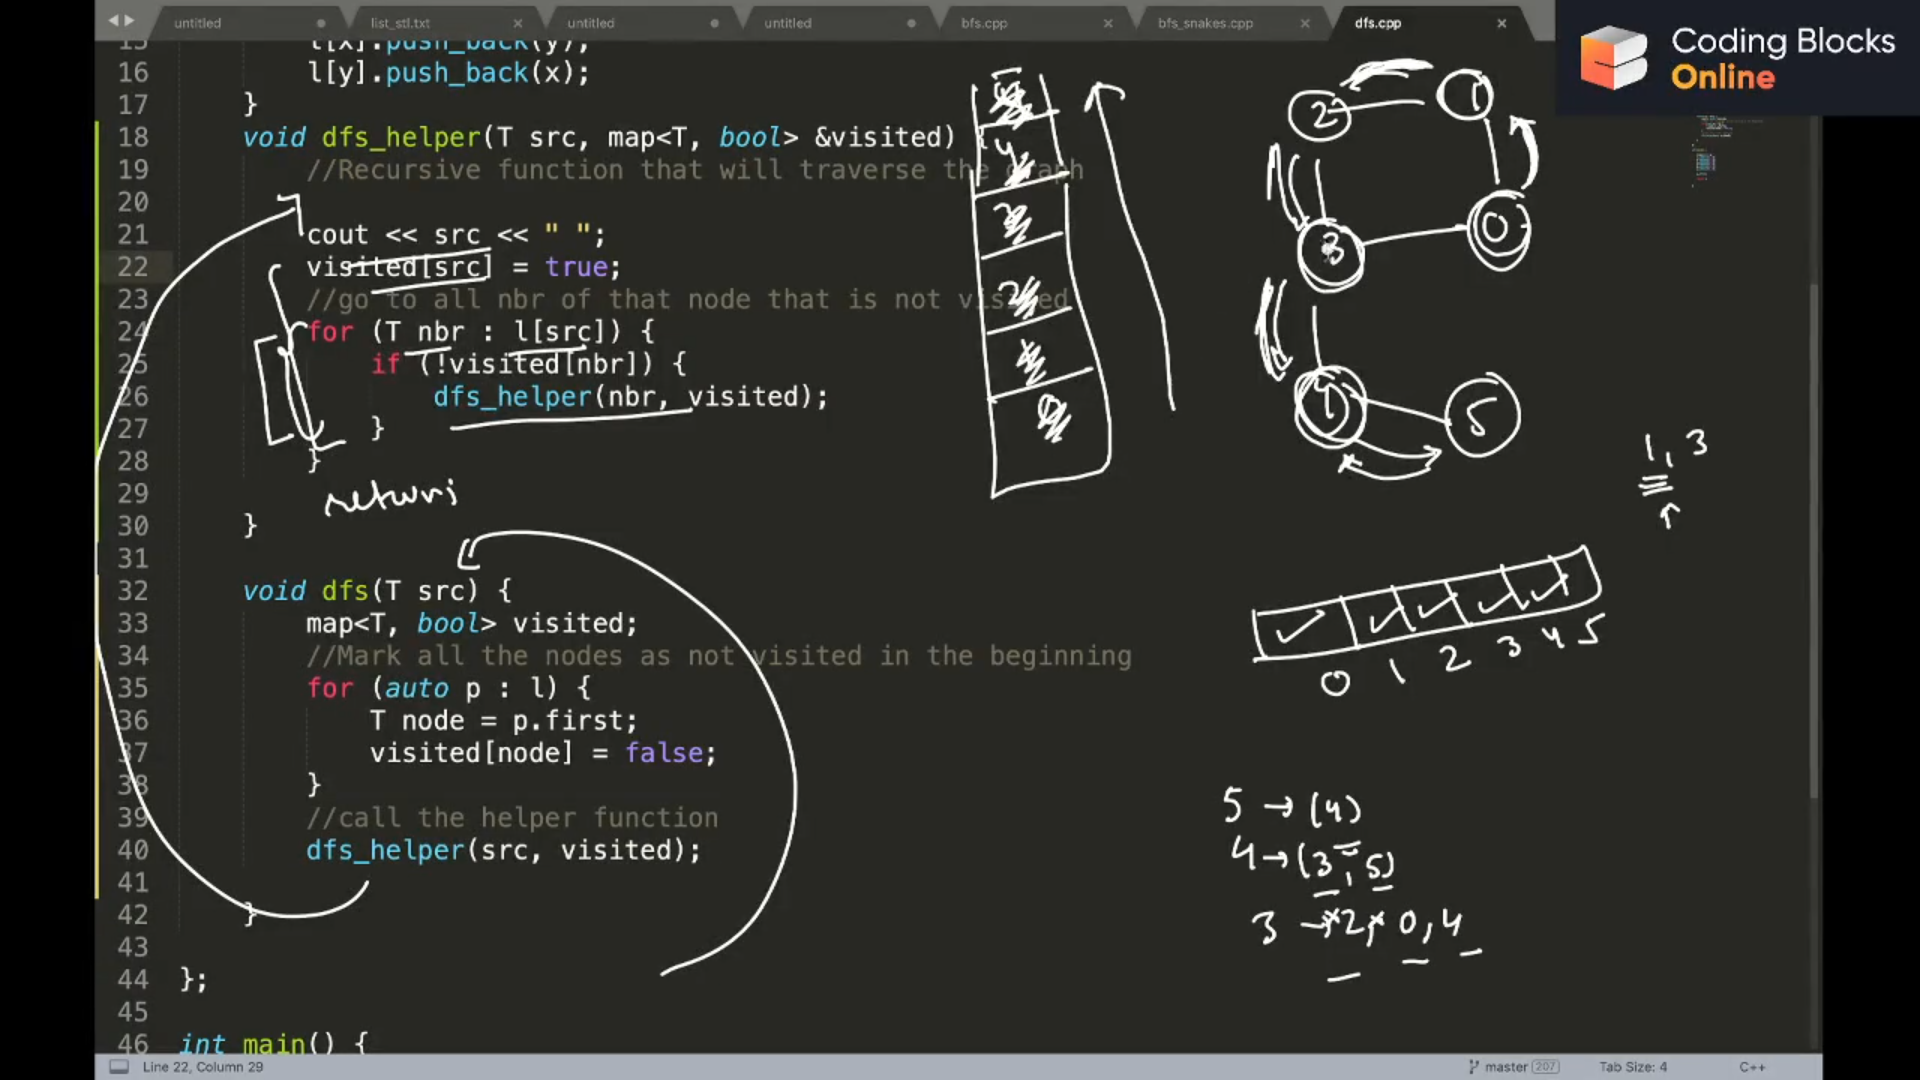 untitled
list_stl.txt
untitled
untitled
bfs.cpp
bfs_snakes.cpp
dfs.cpp
Coding Blocks
Online
15 l[x].push_back(y);
16 l[y].push_back(x);
17 }
18 void dfs_helper(T src, map<T, bool> &visited) {
19 //Recursive function that will traverse the graph
20
21 cout << src << " ";
22 visited[src] = true;
23 //go to all nbr of that node that is not visited
24 for (T nbr : l[src]) {
25 if (!visited[nbr]) {
26 dfs_helper(nbr, visited);
27 }
28 }
29 return;
30 }
31
32 void dfs(T src) {
33 map<T, bool> visited;
34 //Mark all the nodes as not visited in the beginning
35 for (auto p : l) {
36 T node = p.first;
37 visited[node] = false;
38 }
39 //call the helper function
40 dfs_helper(src, visited);
41
42 }
43
44 };
45
46 int main() {
2 1
3 0
4 5
1, 3
0 1 2 3 4 5
5 → (4)
4 → (3, 5)
3 → 2, 0, 4
Line 22, Column 29
master 207
Tab Size: 4
C++